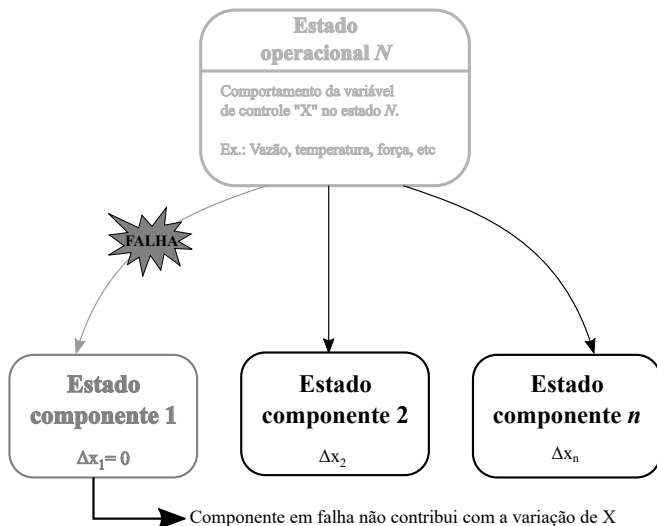 Estado
operacional N
Comportamento da variável
de controle "X" no estado N.
Ex.: Vazão, temperatura, força, etc
FALHA
Estado
componente 1
Δx₁= 0
Estado
componente 2
Δx₂
Estado
componente n
Δxₙ
Componente em falha não contribui com a variação de X